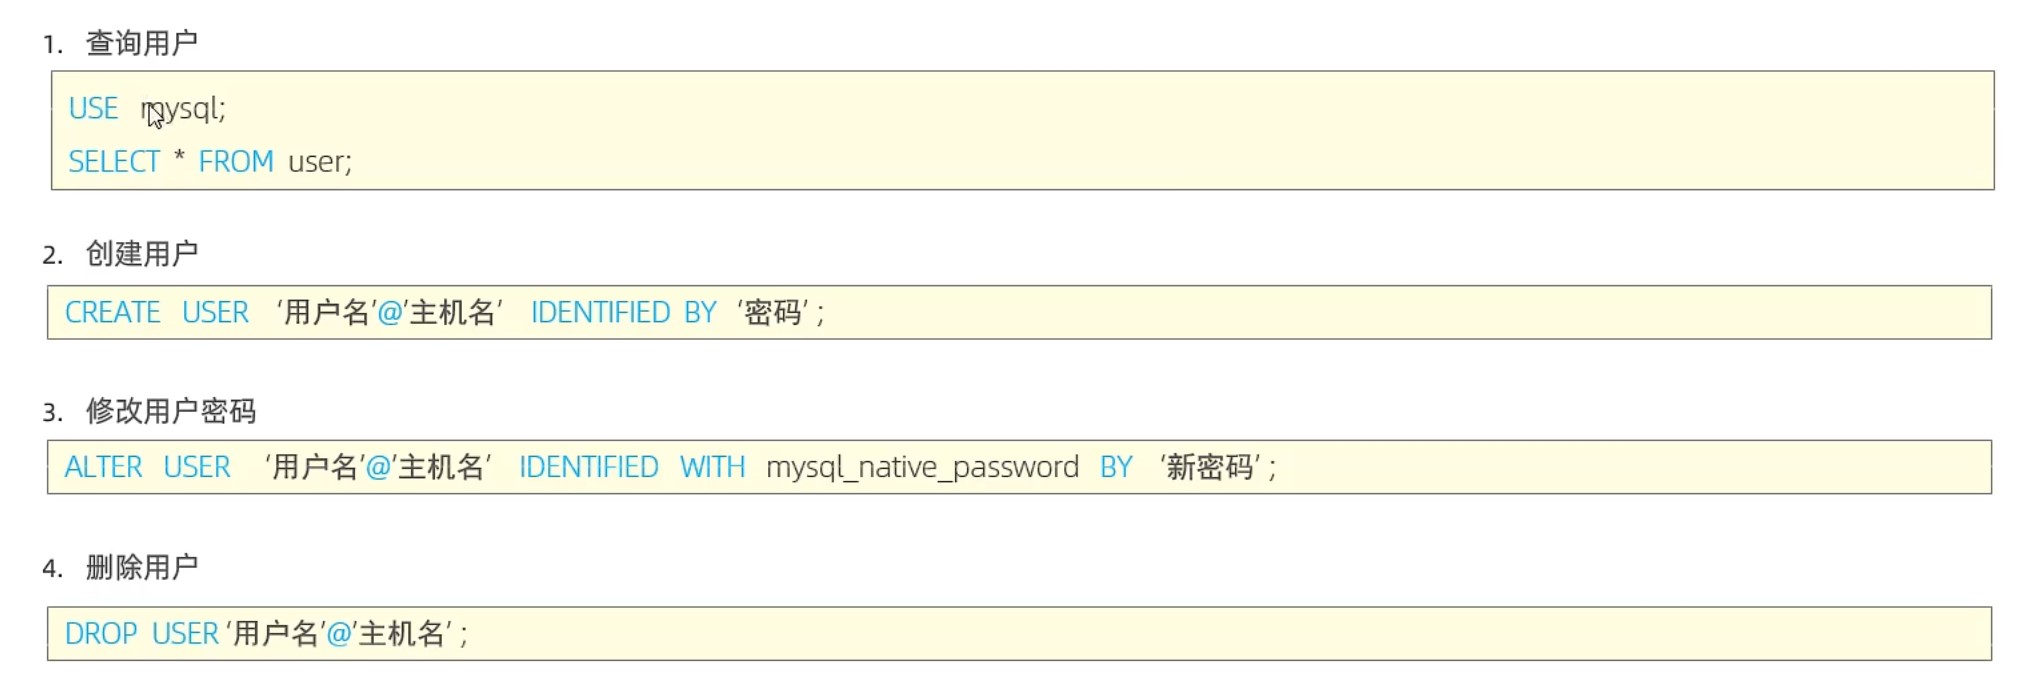 1. 查询用户
USE mysql;
SELECT * FROM user;
2. 创建用户
CREATE USER ‘用户名’@’主机名’ IDENTIFIED BY ‘密码’ ;
3. 修改用户密码
ALTER USER ‘用户名’@’主机名’ IDENTIFIED WITH mysql_native_password BY ‘新密码’ ;
4. 删除用户
DROP USER ‘用户名’@’主机名’ ;